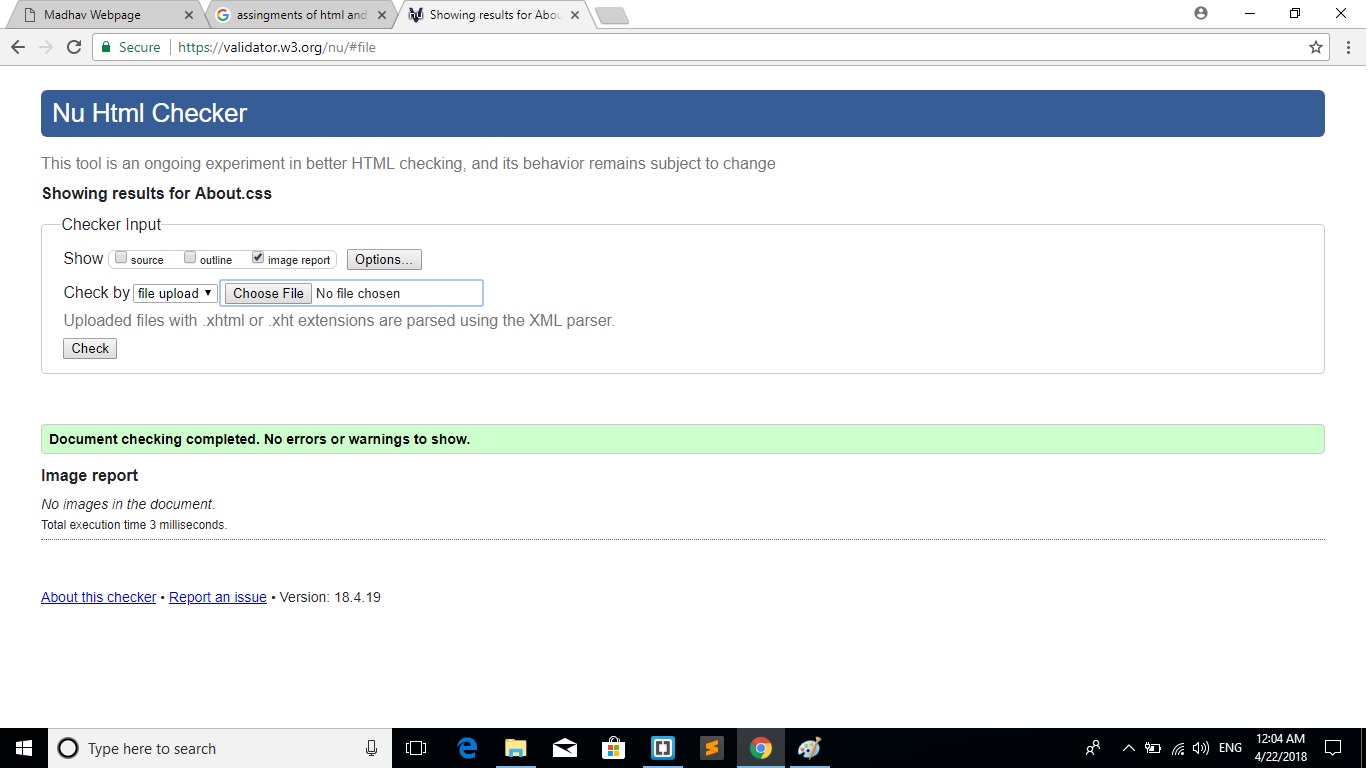 Madhav Webpage
assingments of html and
Showing results for Abou
Secure https://validator.w3.org/nu/#file
Nu Html Checker
This tool is an ongoing experiment in better HTML checking, and its behavior remains subject to change
Showing results for About.css
Checker Input
Show source outline image report Options...
Check by file upload Choose File No file chosen
Uploaded files with .xhtml or .xht extensions are parsed using the XML parser.
Check
Document checking completed. No errors or warnings to show.
Image report
No images in the document.
Total execution time 3 milliseconds.
About this checker • Report an issue • Version: 18.4.19
Type here to search
ENG
12:04 AM
4/22/2018